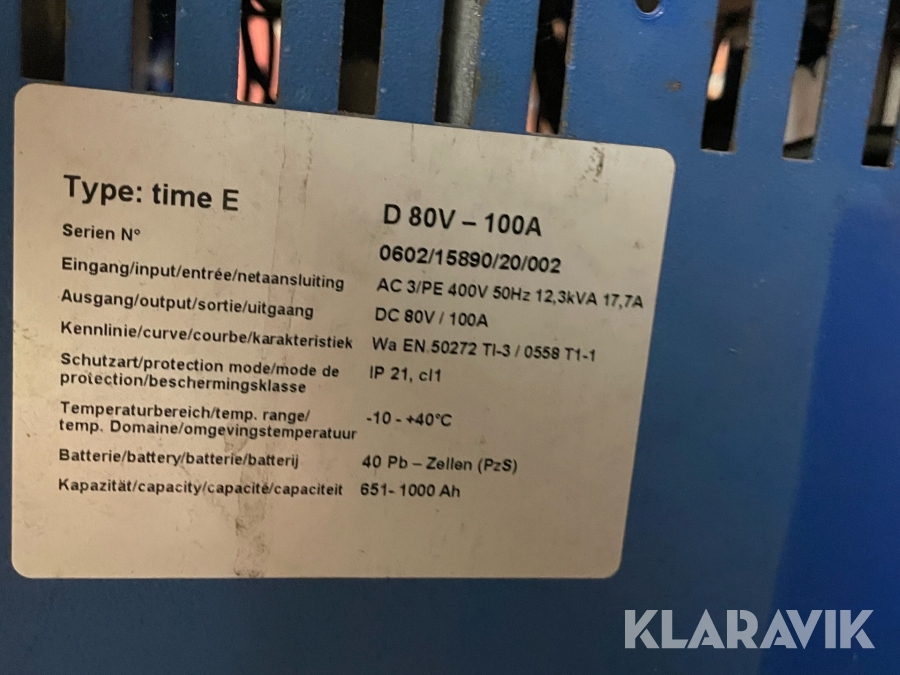 Type: time E D 80V – 100A
Serien N° 0602/15890/20/002
Eingang/input/entrée/netaansluiting AC 3/PE 400V 50Hz 12,3kVA 17,7A
Ausgang/output/sortie/uitgaang DC 80V / 100A
Kennlinie/curve/courbe/karakteristiek Wa EN 50272 TI-3 / 0558 T1-1
Schutzart/protection mode/mode de IP 21, cl1
protection/beschermingsklasse
Temperaturbereich/temp. range/ -10 - +40°C
temp. Domaine/omgevingstemperatuur
Batterie/battery/batterie/batterij 40 Pb – Zellen (PzS)
Kapazität/capacity/capacité/capaciteit 651- 1000 Ah
KLARAVIK